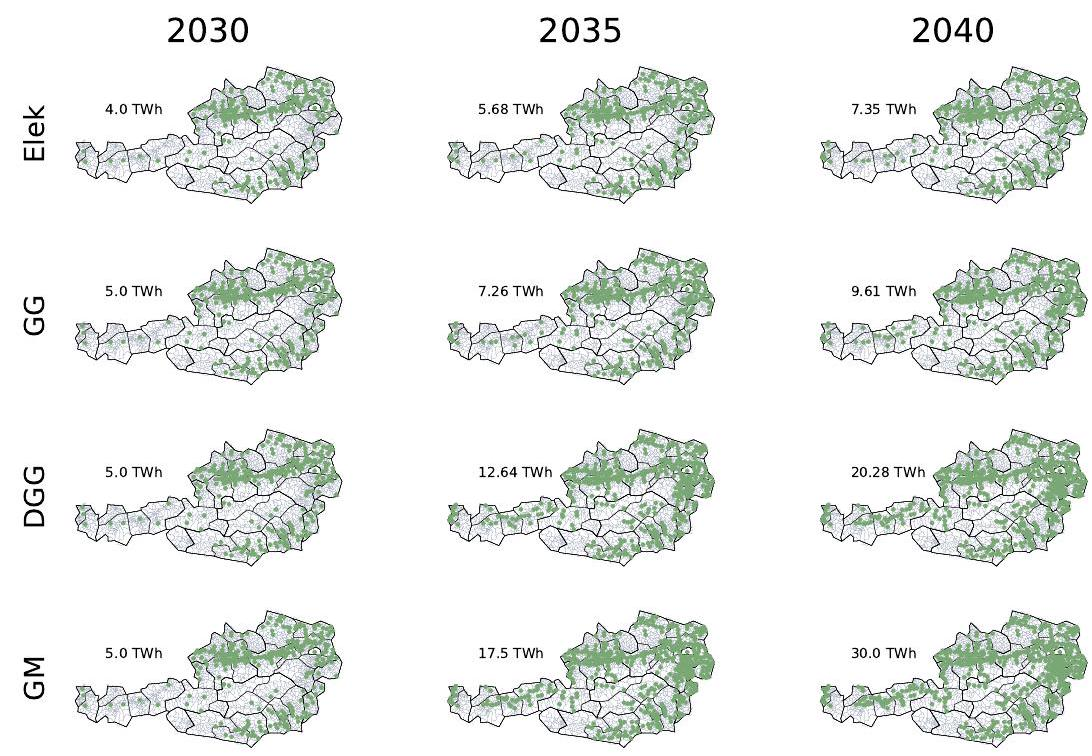 2030 2035 2040
Elek 4.0 TWh 5.68 TWh 7.35 TWh
GG 5.0 TWh 7.26 TWh 9.61 TWh
DGG 5.0 TWh 12.64 TWh 20.28 TWh
GM 5.0 TWh 17.5 TWh 30.0 TWh